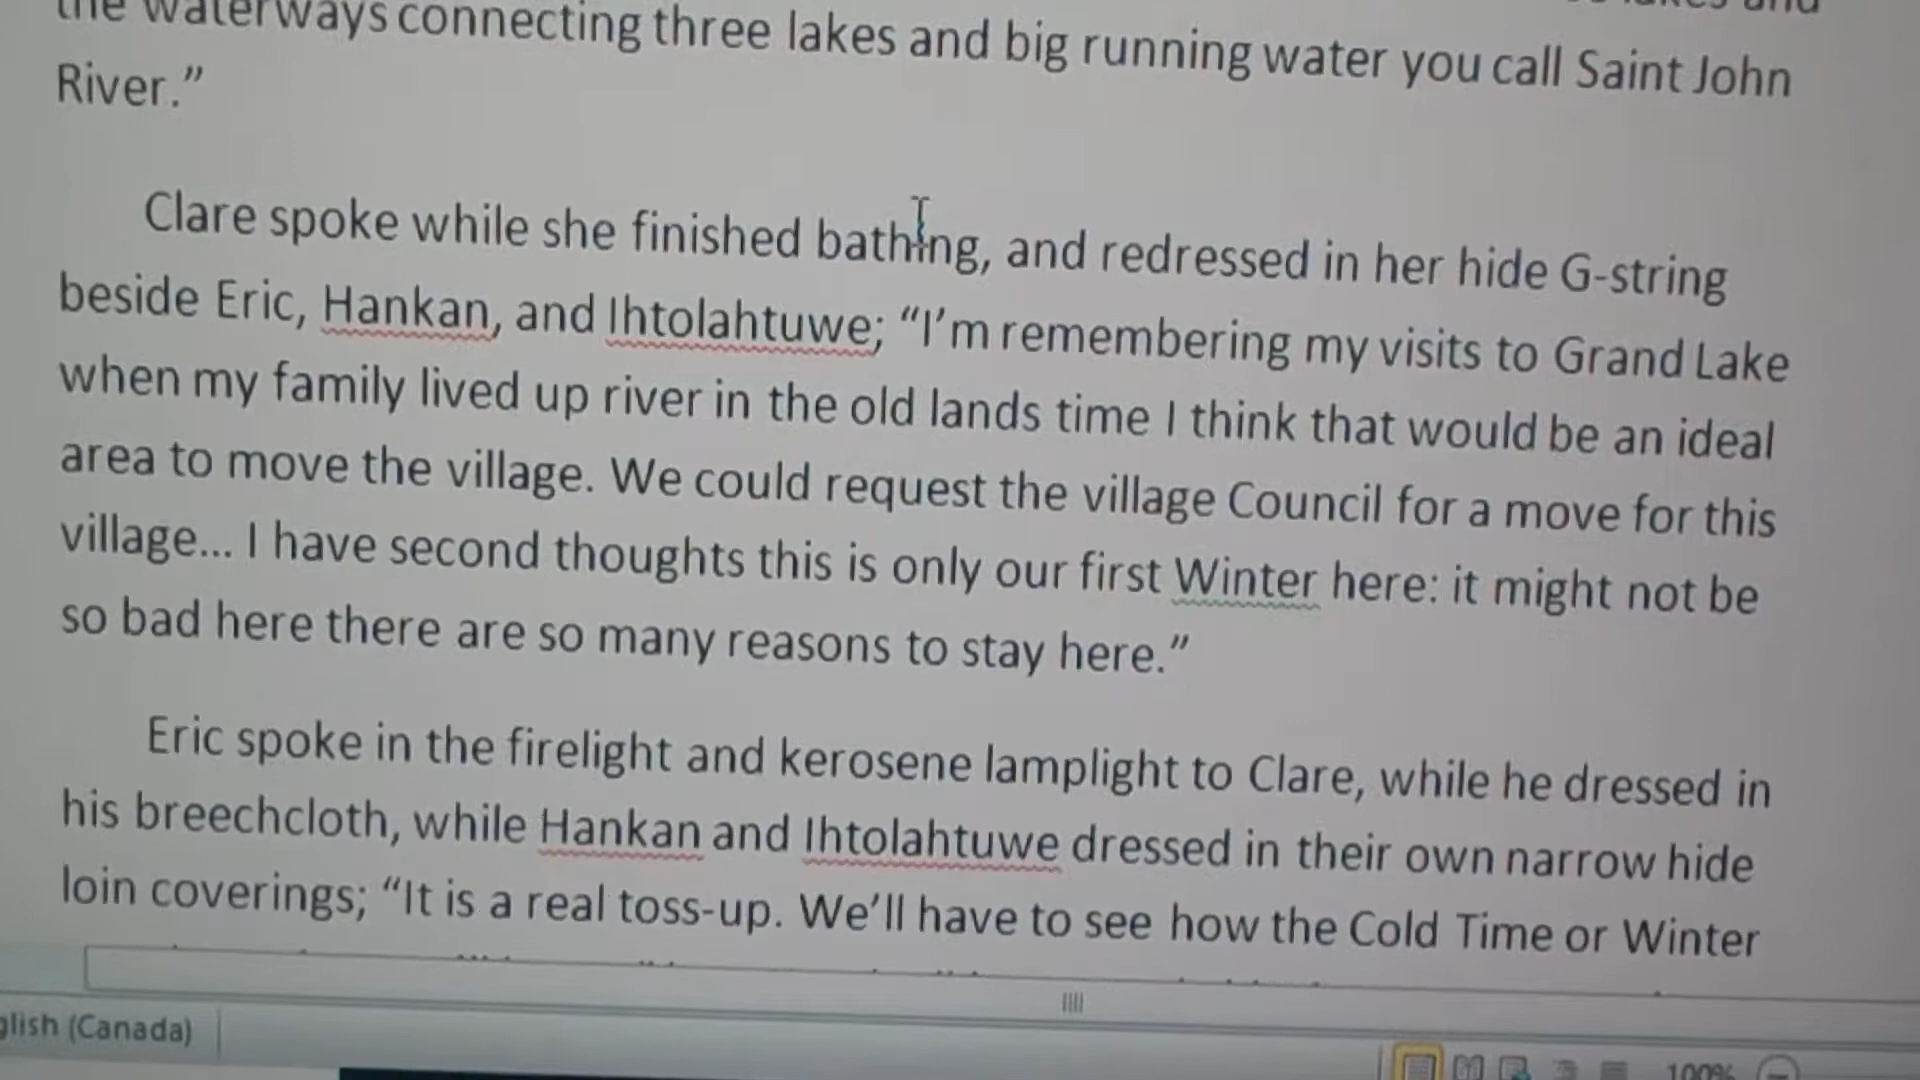 the waterways connecting three lakes and big running water you call Saint John
River.”
Clare spoke while she finished bathing, and redressed in her hide G-string
beside Eric, Hankan, and Ihtolahtuwe; “I’m remembering my visits to Grand Lake
when my family lived up river in the old lands time I think that would be an ideal
area to move the village. We could request the village Council for a move for this
village... I have second thoughts this is only our first Winter here: it might not be
so bad here there are so many reasons to stay here.”
Eric spoke in the firelight and kerosene lamplight to Clare, while he dressed in
his breechcloth, while Hankan and Ihtolahtuwe dressed in their own narrow hide
loin coverings; “It is a real toss-up. We’ll have to see how the Cold Time or Winter
glish (Canada)
100%